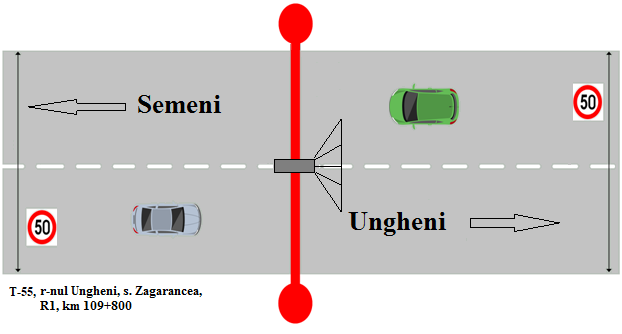 Semeni
50
50
Ungheni
T-55, r-nul Ungheni, s. Zagarancea,
R1, km 109+800